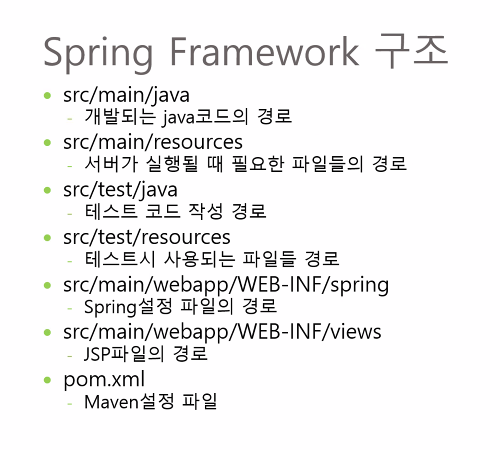 Spring Framework 구조
• src/main/java
- 개발되는 java코드의 경로
• src/main/resources
- 서버가 실행될 때 필요한 파일들의 경로
• src/test/java
- 테스트 코드 작성 경로
• src/test/resources
- 테스트시 사용되는 파일들 경로
• src/main/webapp/WEB-INF/spring
- Spring설정 파일의 경로
• src/main/webapp/WEB-INF/views
- JSP파일의 경로
• pom.xml
- Maven설정 파일